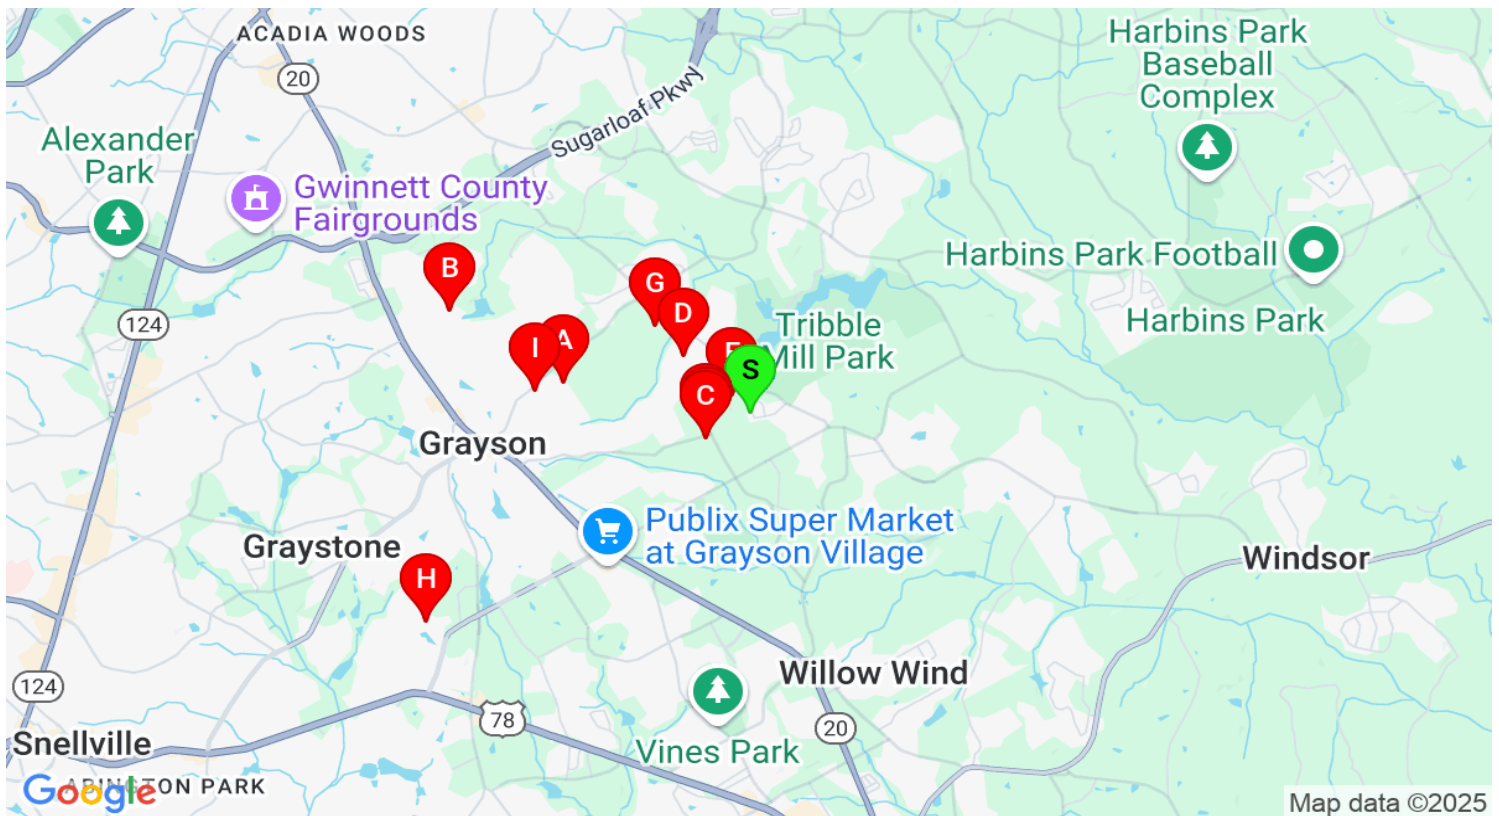 ACADIA WOODS
20
Sugarloaf Pkwy
Harbins Park
Baseball
Complex
Alexander
Park
Gwinnett County
Fairgrounds
Harbins Park Football
Harbins Park
124
B
G
D
A
I
S
C
Tribble
Mill Park
Grayson
Publix Super Market
at Grayson Village
Graystone
H
Windsor
Willow Wind
124
78
20
Snellville
Vines Park
Google
ON PARK
Map data ©2025